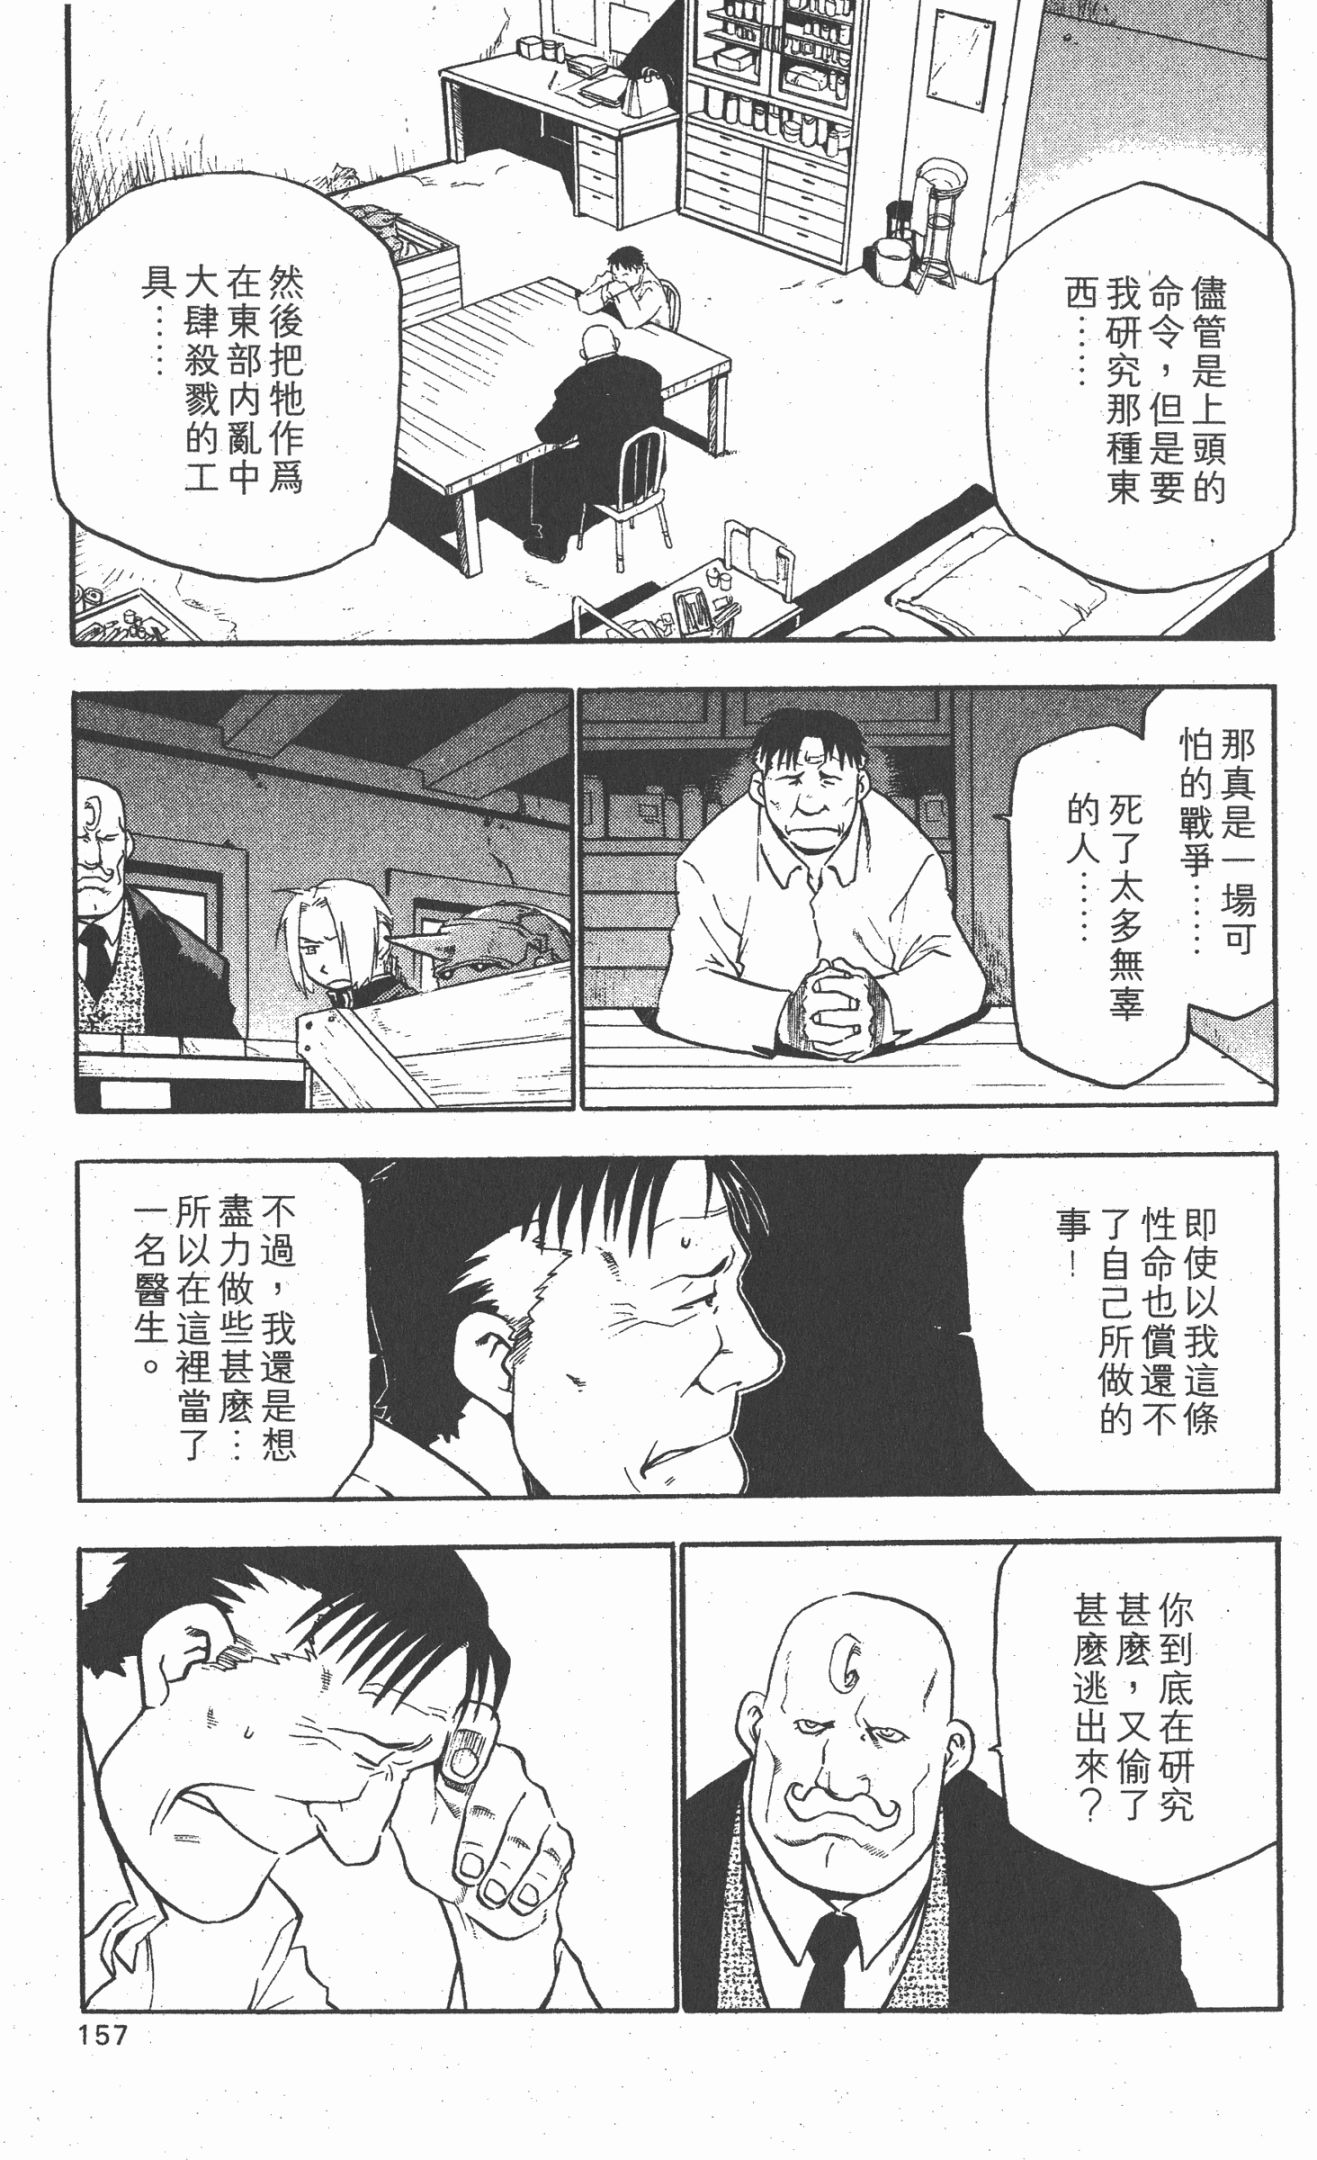 儘管是上頭的
命令，但是要
我研究那種東
西……
然後把牠作爲
在東部內亂中
大肆殺戮的工
具……
那真是一場可
怕的戰爭……
死了太多無辜
的人……
即使以我這條
性命也償還不
了自己所做的
事！
不過，我還是想
盡力做些甚麼…
所以在這裡當了
一名醫生。
你到底在研究
甚麼，又偷了
甚麼逃出來？
157